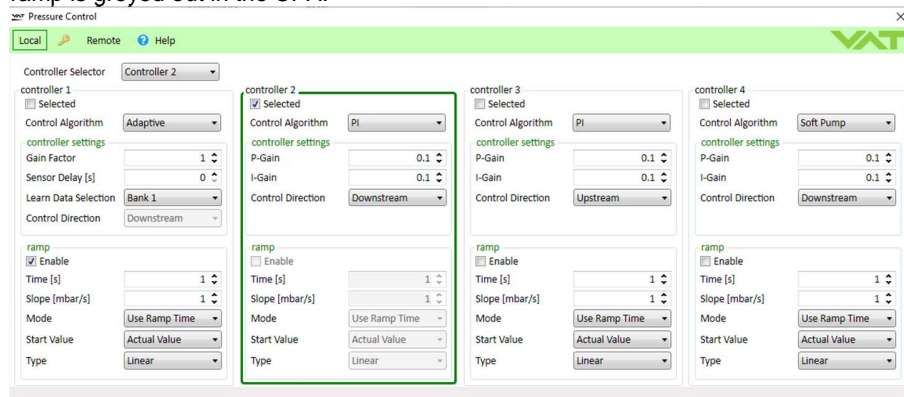 ramp is greyed out in the GPA.
VAT Pressure Control X
Local Remote ? Help VAT
Controller Selector Controller 2
controller 1 controller 2 controller 3 controller 4
Selected Selected Selected Selected
Control Algorithm Adaptive Control Algorithm PI Control Algorithm PI Control Algorithm Soft Pump
controller settings controller settings controller settings controller settings
Gain Factor 1 P-Gain 0.1 P-Gain 0.1 P-Gain 0.1
Sensor Delay [s] 0 I-Gain 0.1 I-Gain 0.1 I-Gain 0.1
Learn Data Selection Bank 1 Control Direction Downstream Control Direction Upstream Control Direction Downstream
Control Direction Downstream
ramp ramp ramp ramp
Enable Enable Enable Enable
Time [s] 1 Time [s] 1 Time [s] 1 Time [s] 1
Slope [mbar/s] 1 Slope [mbar/s] 1 Slope [mbar/s] 1 Slope [mbar/s] 1
Mode Use Ramp Time Mode Use Ramp Time Mode Use Ramp Time Mode Use Ramp Time
Start Value Actual Value Start Value Actual Value Start Value Actual Value Start Value Actual Value
Type Linear Type Linear Type Linear Type Linear